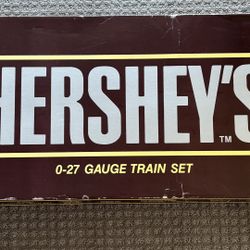 HERSHEY'S
TM
0-27 GAUGE TRAIN SET